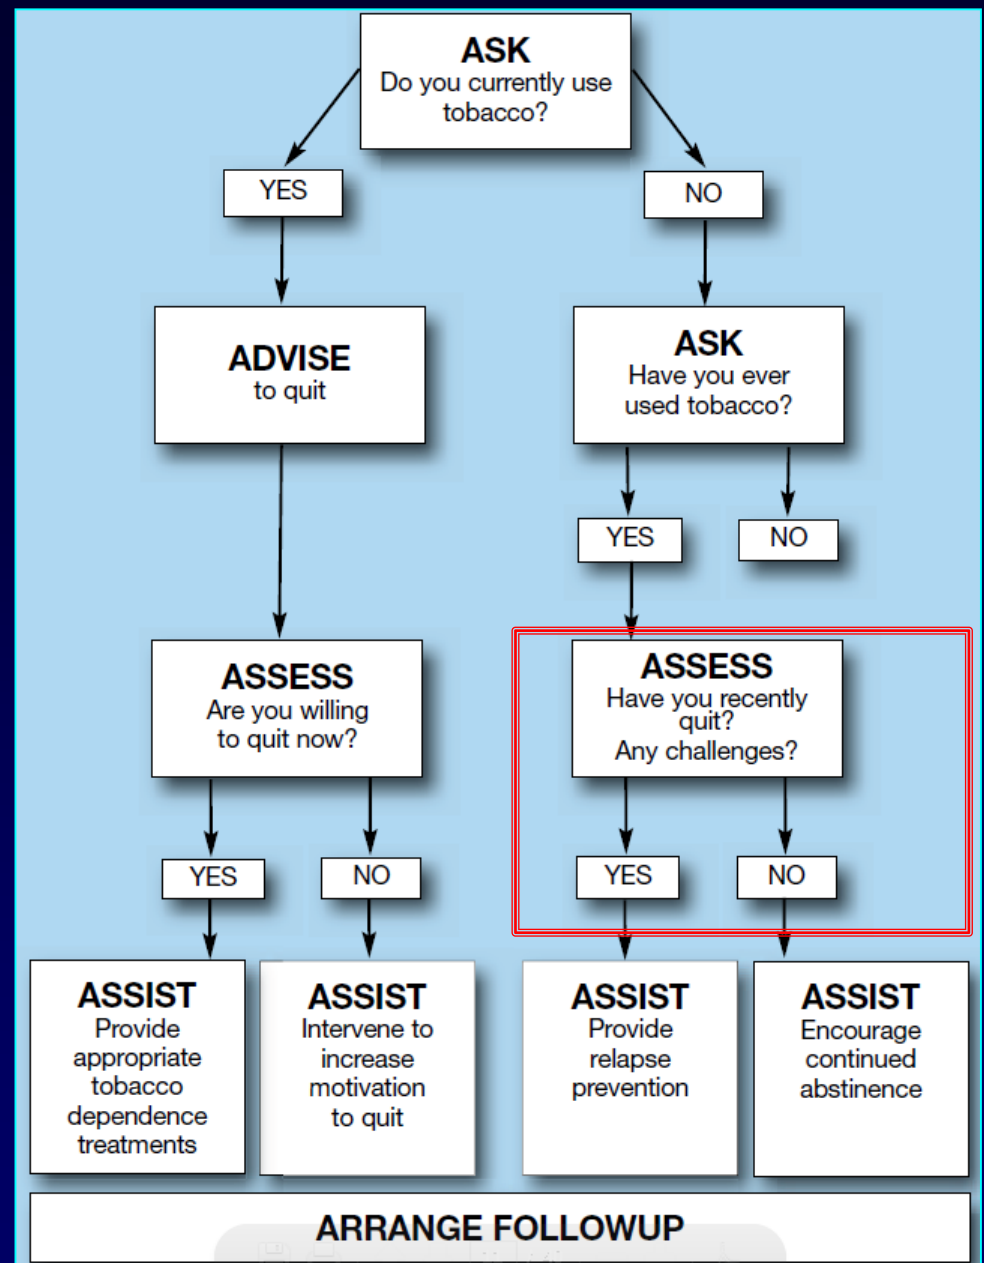 ASK
Do you currently use
tobacco?
YES
NO
ADVISE
to quit
ASK
Have you ever
used tobacco?
YES
NO
ASSESS
Are you willing
to quit now?
ASSESS
Have you recently
quit?
Any challenges?
YES
NO
YES
NO
ASSIST
Provide
appropriate
tobacco
dependence
treatments
ASSIST
Intervene to
increase
motivation
to quit
ASSIST
Provide
relapse
prevention
ASSIST
Encourage
continued
abstinence
ARRANGE FOLLOWUP